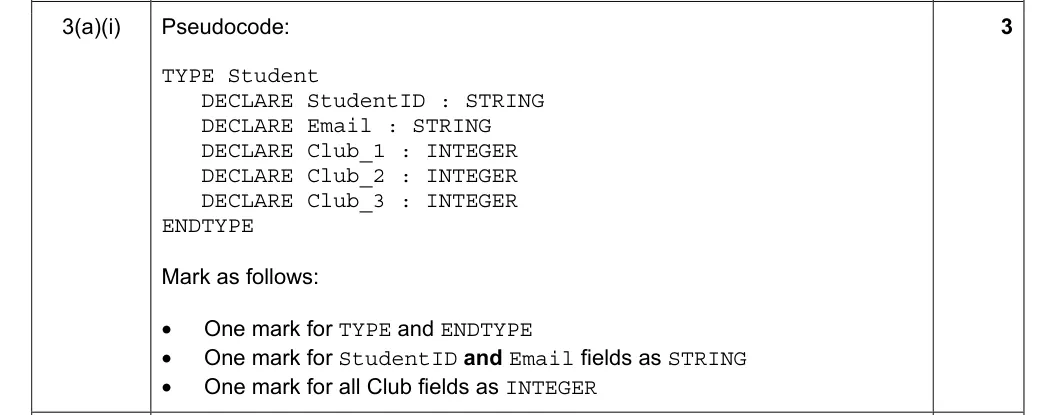 3(a)(i) Pseudocode: 3
TYPE Student
DECLARE StudentID : STRING
DECLARE Email : STRING
DECLARE Club_1 : INTEGER
DECLARE Club_2 : INTEGER
DECLARE Club_3 : INTEGER
ENDTYPE
Mark as follows:
• One mark for TYPE and ENDTYPE
• One mark for StudentID and Email fields as STRING
• One mark for all Club fields as INTEGER